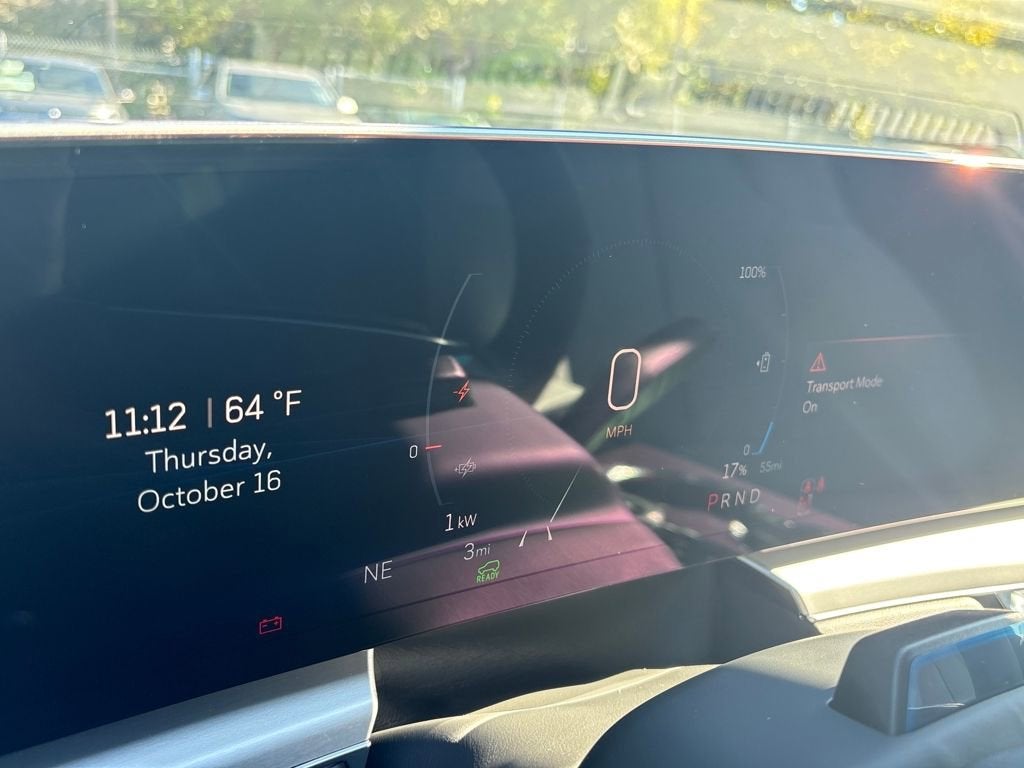 11:12 | 64 °F
Thursday,
October 16
0
1 kW
3mi
READY
NE
0
MPH
100%
0
17% 55mi
PRND
Transport Mode
On